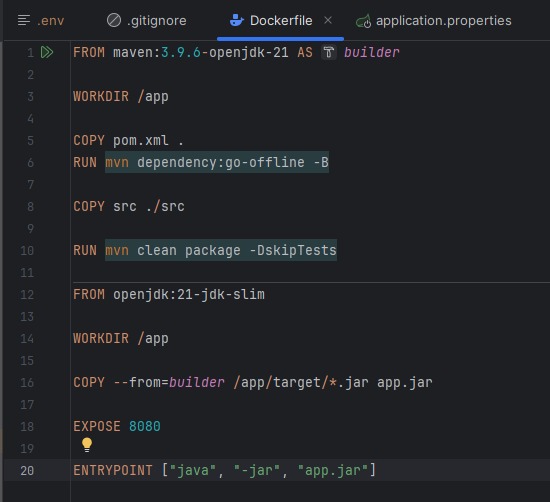 .env .gitignore Dockerfile × application.properties
1 FROM maven:3.9.6-openjdk-21 AS builder
2
3 WORKDIR /app
4
5 COPY pom.xml .
6 RUN mvn dependency:go-offline -B
7
8 COPY src ./src
9
10 RUN mvn clean package -DskipTests
11
12 FROM openjdk:21-jdk-slim
13
14 WORKDIR /app
15
16 COPY --from=builder /app/target/*.jar app.jar
17
18 EXPOSE 8080
19
20 ENTRYPOINT ["java", "-jar", "app.jar"]